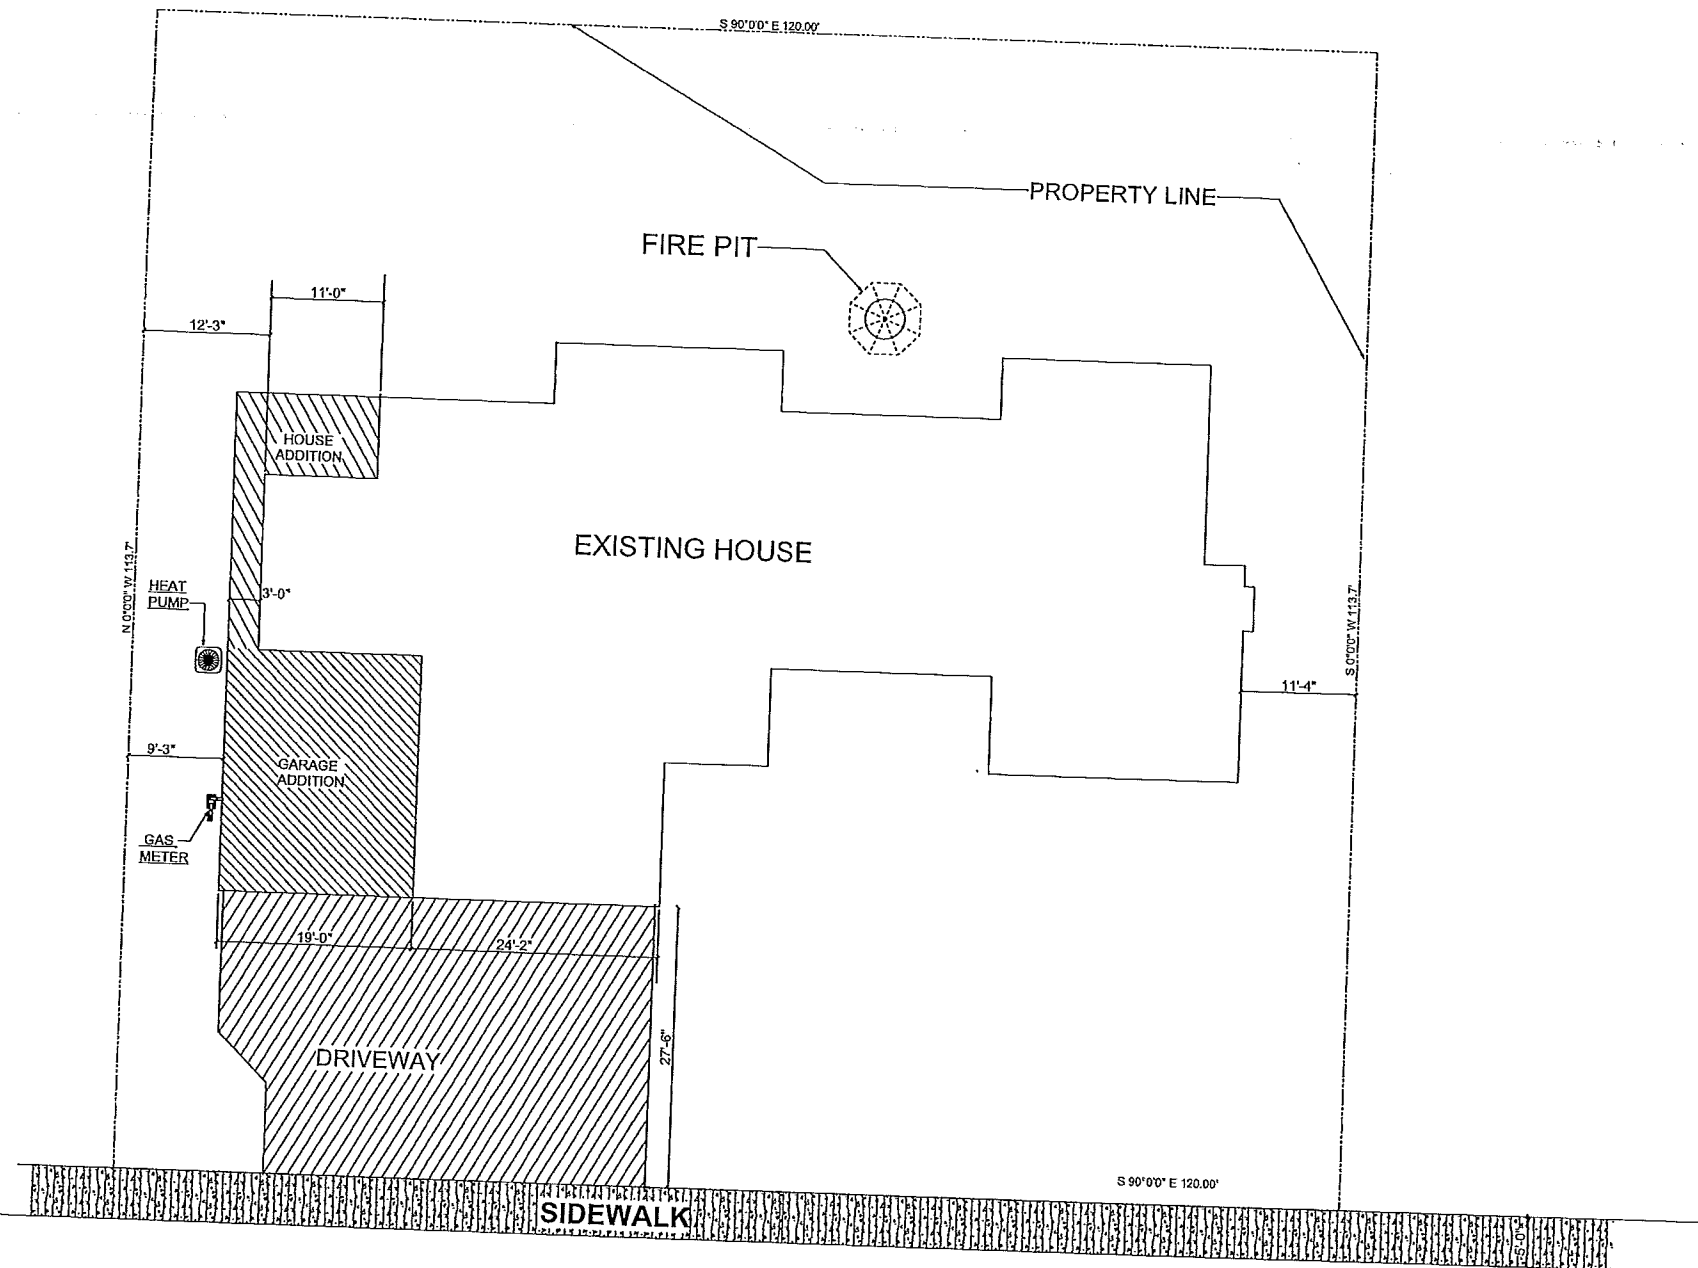 S 90°0'0" E 120.00'
PROPERTY LINE
FIRE PIT
11'-0"
12'-3"
HOUSE
ADDITION
EXISTING HOUSE
N 0°0'0" W 113.7'
HEAT
PUMP
3'-0"
S 0°0'0" W 113.7'
11'-4"
9'-3"
GARAGE
ADDITION
GAS
METER
19'-0"
24'-2"
27'-6"
DRIVEWAY
S 90°0'0" E 120.00'
SIDEWALK
5'-0"